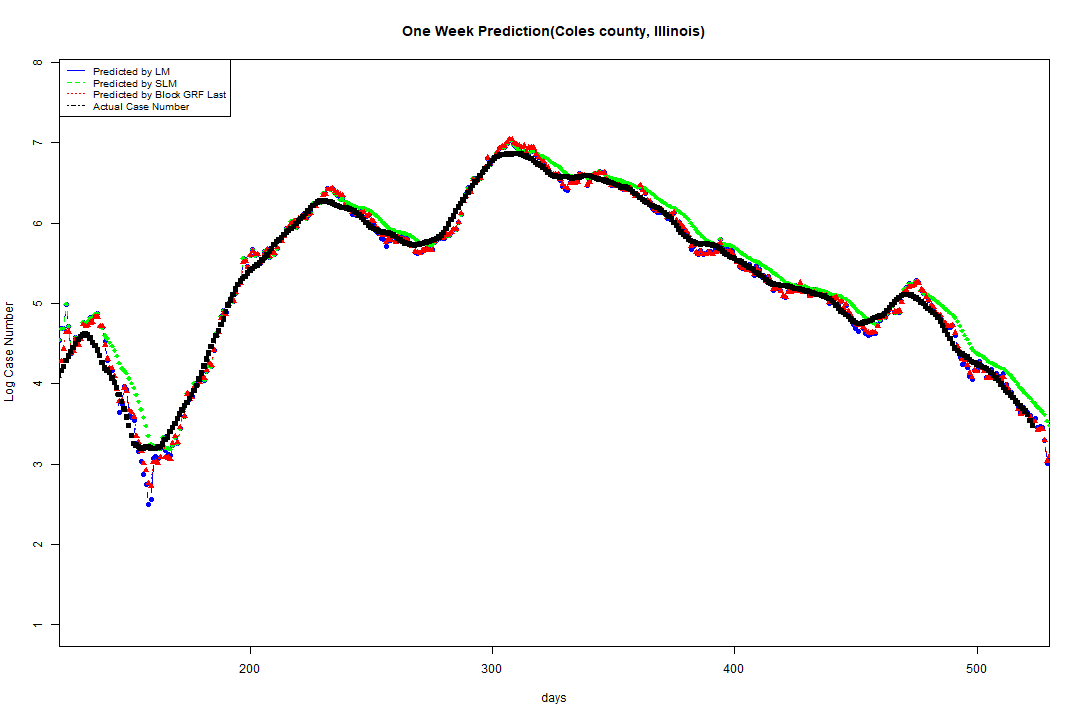 One Week Prediction(Coles county, Illinois)
Predicted by LM
Predicted by SLM
Predicted by Block GRF Last
Actual Case Number
8
7
6
5
4
3
2
1
Log Case Number
200 300 400 500
days